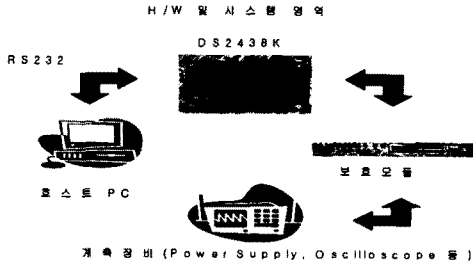 H/W 및 시스템 영역
DS2438K
RS232
호스트 PC
보호모듈
계측장비 (Power Supply, Oscilloscope 등)